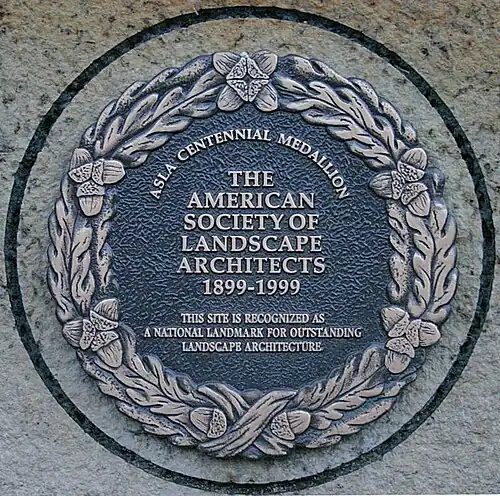 ASLA CENTENNIAL MEDALLION
THE
AMERICAN
SOCIETY OF
LANDSCAPE
ARCHITECTS
1899-1999
THIS SITE IS RECOGNIZED AS
A NATIONAL LANDMARK FOR OUTSTANDING
LANDSCAPE ARCHITECTURE